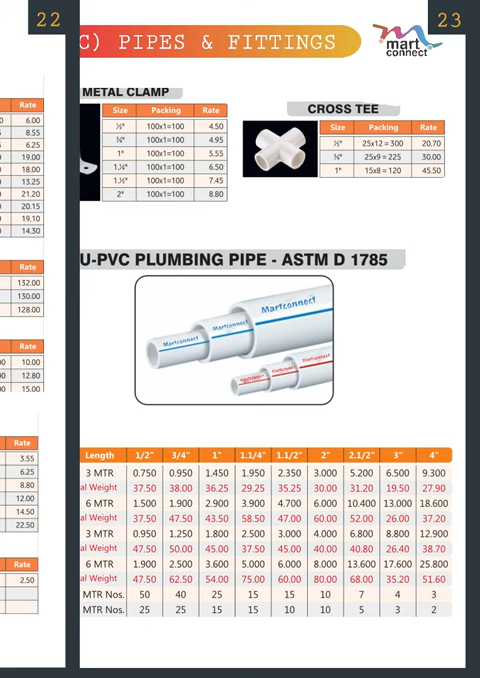 22
23
C) PIPES & FITTINGS
mart
connect
Rate
6.00
8.55
6.25
19.00
18.00
13.25
21.20
20.15
19.10
14.30
Rate
132.00
130.00
128.00
Rate
10.00
12.80
15.00
Rate
3.55
6.25
8.80
12.00
14.50
22.50
Rate
2.50
METAL CLAMP
Size Packing Rate
½" 100x1=100 4.50
¾" 100x1=100 4.95
1" 100x1=100 5.55
1.¼" 100x1=100 6.50
1.½" 100x1=100 7.45
2" 100x1=100 8.80
CROSS TEE
Size Packing Rate
½" 25x12 = 300 20.70
¾" 25x9 = 225 30.00
1" 15x8 = 120 45.50
U-PVC PLUMBING PIPE - ASTM D 1785
Martconnect
Martconnect
Martconnect
Martconnect
Martconnect
Martconnect
Length 1/2" 3/4" 1" 1.1/4" 1.1/2" 2" 2.1/2" 3" 4"
3 MTR 0.750 0.950 1.450 1.950 2.350 3.000 5.200 6.500 9.300
al Weight 37.50 38.00 36.25 29.25 35.25 30.00 31.20 19.50 27.90
6 MTR 1.500 1.900 2.900 3.900 4.700 6.000 10.400 13.000 18.600
al Weight 37.50 47.50 43.50 58.50 47.00 60.00 52.00 26.00 37.20
3 MTR 0.950 1.250 1.800 2.500 3.000 4.000 6.800 8.800 12.900
al Weight 47.50 50.00 45.00 37.50 45.00 40.00 40.80 26.40 38.70
6 MTR 1.900 2.500 3.600 5.000 6.000 8.000 13.600 17.600 25.800
al Weight 47.50 62.50 54.00 75.00 60.00 80.00 68.00 35.20 51.60
MTR Nos. 50 40 25 15 15 10 7 4 3
MTR Nos. 25 25 15 15 10 10 5 3 2